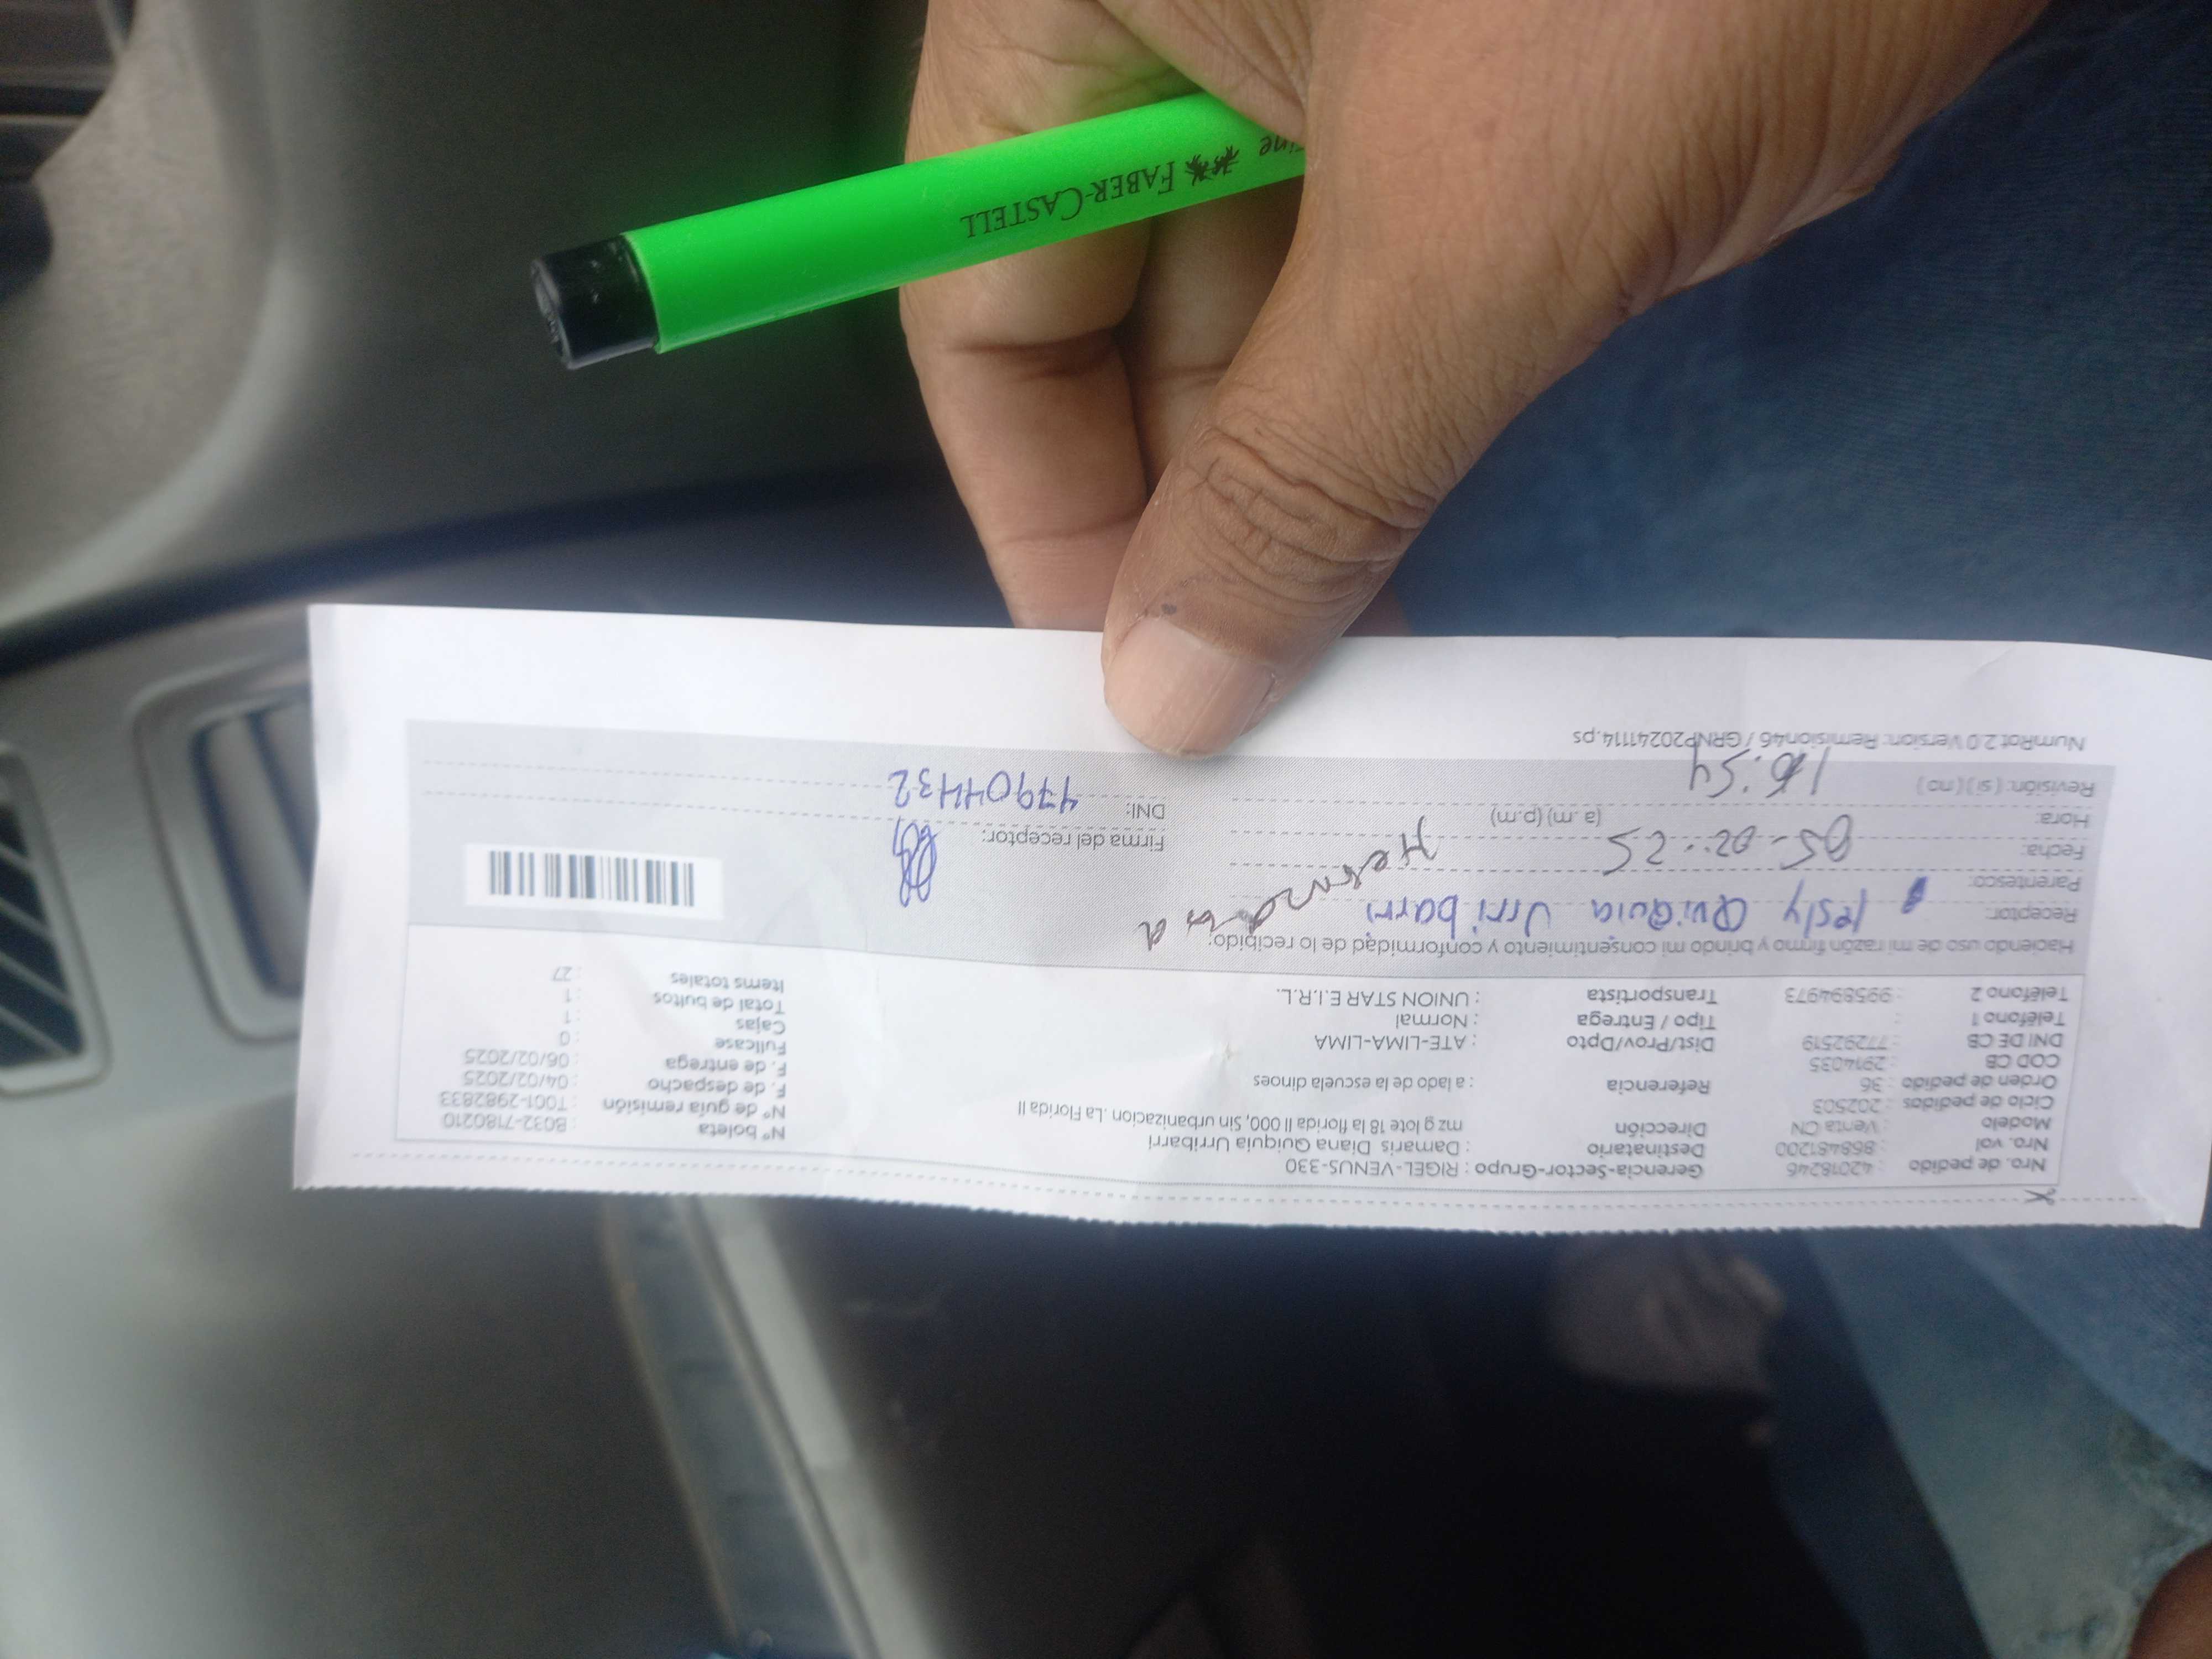 Nro. de pedido : 42018246 Gerencia-Sector-Grupo : RIGEL-VENUS-330 N° boleta : B032-7180210
Nro. vol : 868481200 Destinatario : Damaris Diana Quiquia Urribarri N° de guia remisión : T001-2982833
Modelo : Venta CN Dirección mz g lote 18 la florida II 000, Sin urbanizacion . La Florida II F. de despacho : 04/02/2025
Ciclo de pedidos : 202503 F. de entrega : 06/02/2025
Orden de pedido : 36 Referencia : a lado de la escuela dinoes Fullcase : 0
COD CB : 2914035 Cajas : 1
DNI DE CB : 77292519 Dist/Prov/Dpto : ATE-LIMA-LIMA Total de bultos : 1
Teléfono 1 : Tipo / Entrega : Normal Items totales : 27
Teléfono 2 : 995894973 Transportista : UNION STAR E.I.R.L.
Haciendo uso de mi razón firmo y brindo mi consentimiento y conformidad de lo recibido:
Receptor: lesly Quiquia Urribarri
Parentesco: Hermana
Fecha: 05-02-25 Firma del receptor:
Hora: (a .m) (p.m) DNI: 47904432
Revisión: ( si ) ( no ) :54
NumRot 2.0 Version: Remision46 / GRNP20241114.ps
FABER-CASTELL